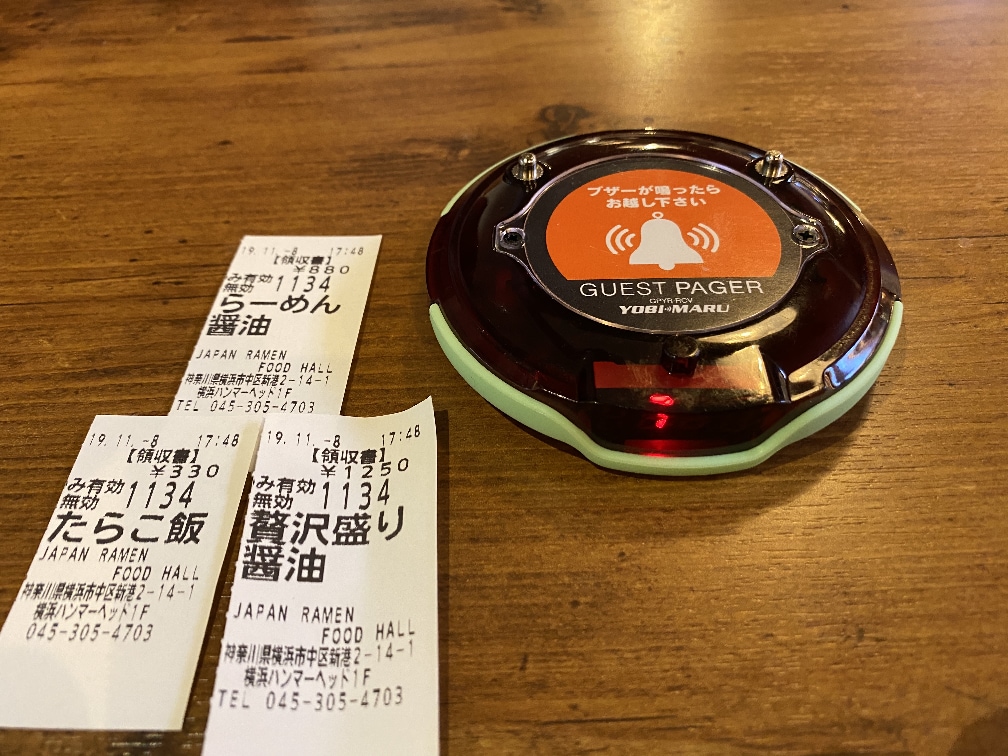 19.11.-8 17:48
【領収書】
¥880
み有効
無効
1134
らーめん
醤油
JAPAN RAMEN
FOOD HALL
神奈川県横浜市中区新港2-14-1
横浜ハンマーヘッド1F
TEL 045-305-4703
19.11.-8 17:48
【領収書】
¥330
み有効
無効
1134
たらこ飯
JAPAN RAMEN
FOOD HALL
神奈川県横浜市中区新港2-14-1
横浜ハンマーヘッド1F
045-305-4703
19.11.-8 17:48
【領収書】
¥1250
み有効
無効
1134
贅沢盛り
醤油
JAPAN RAMEN
FOOD HALL
神奈川県横浜市中区新港2-14-1
横浜ハンマーヘッド1F
TEL 045-305-4703
ブザーが鳴ったら
お越し下さい
GUEST PAGER
GPYR-RCV
YOBI-MARU